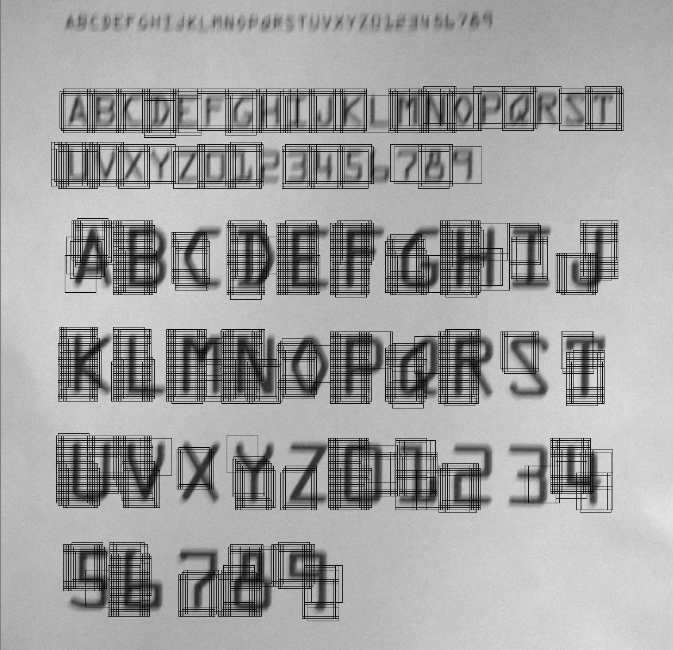 ABCDEFGHIJKLMNOPQRSTUVXYZ0123456789
ABCDEFGHIJKLMNOPQRST
UVXYZ0123456789
ABCDEFGHIJ
KLMNOPQRST
UVXYZ01234
56789